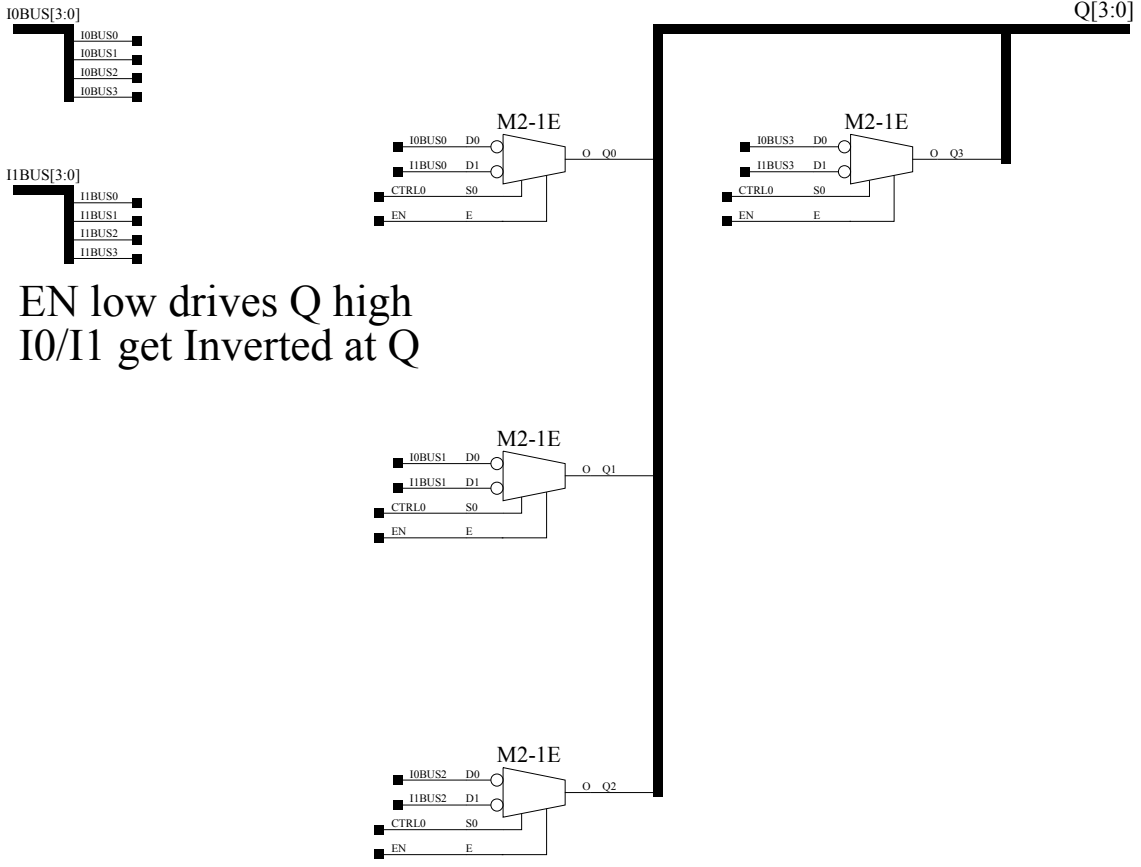 I0BUS[3:0]
I0BUS0
I0BUS1
I0BUS2
I0BUS3
I1BUS[3:0]
I1BUS0
I1BUS1
I1BUS2
I1BUS3
EN low drives Q high
I0/I1 get Inverted at Q
Q[3:0]
M2-1E
I0BUS0 D0
I1BUS0 D1
CTRL0 S0
EN E
O Q0
M2-1E
I0BUS3 D0
I1BUS3 D1
CTRL0 S0
EN E
O Q3
M2-1E
I0BUS1 D0
I1BUS1 D1
CTRL0 S0
EN E
O Q1
M2-1E
I0BUS2 D0
I1BUS2 D1
CTRL0 S0
EN E
O Q2